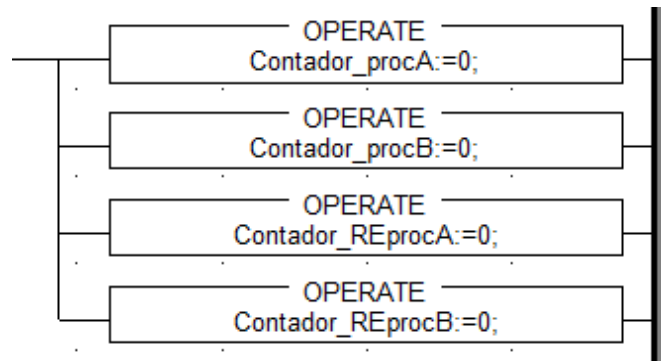 OPERATE
Contador_procA:=0;
OPERATE
Contador_procB:=0;
OPERATE
Contador_REprocA:=0;
OPERATE
Contador_REprocB:=0;